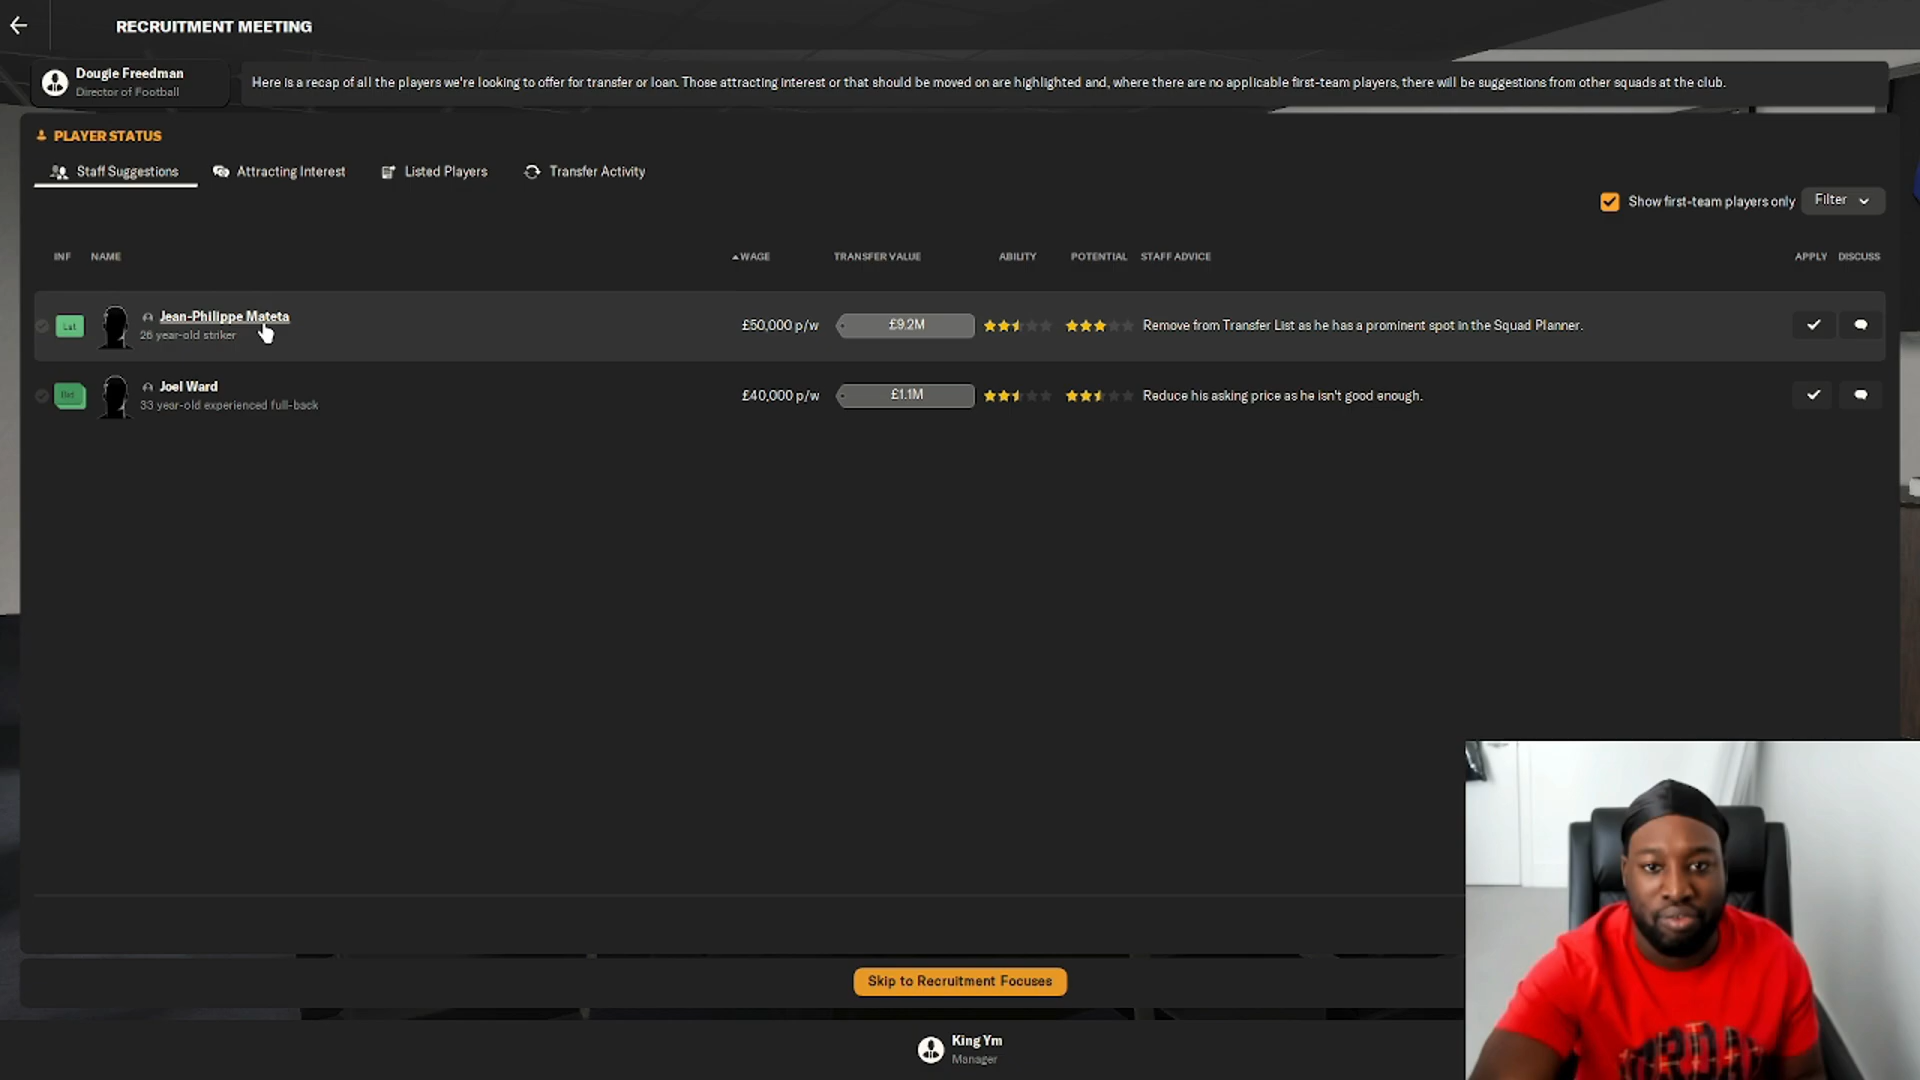 RECRUITMENT MEETING
Dougie Freedman
Director of Football
Here is a recap of all the players we're looking to offer for transfer or loan. Those attracting interest or that should be moved on are highlighted and, where there are no applicable first-team players, there will be suggestions from other squads at the club.
PLAYER STATUS
Staff Suggestions Attracting Interest Listed Players Transfer Activity
Show first-team players only Filter
INF NAME WAGE TRANSFER VALUE ABILITY POTENTIAL STAFF ADVICE APPLY DISCUSS
Lst Jean-Philippe Mateta £50,000 p/w £9.2M Remove from Transfer List as he has a prominent spot in the Squad Planner.
26 year-old striker
Joel Ward £40,000 p/w £1.1M Reduce his asking price as he isn't good enough.
33 year-old experienced full-back
Skip to Recruitment Focuses
King Ym
Manager